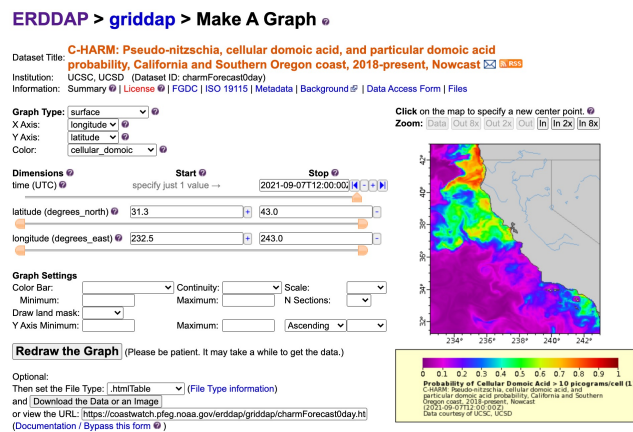 ERDDAP > griddap > Make A Graph
Dataset Title: C-HARM: Pseudo-nitzschia, cellular domoic acid, and particular domoic acid
probability, California and Southern Oregon coast, 2018-present, Nowcast RSS
Institution: UCSC, UCSD (Dataset ID: charmForecast0day)
Information: Summary | License | FGDC | ISO 19115 | Metadata | Background | Data Access Form | Files
Graph Type: surface
X Axis: longitude
Y Axis: latitude
Color: cellular_domoic
Click on the map to specify a new center point.
Zoom: Data Out 8x Out 2x Out In In 2x In 8x
Dimensions Start Stop
time (UTC) specify just 1 value → 2021-09-07T12:00:00Z
latitude (degrees_north) 31.3 + 43.0 -
longitude (degrees_east) 232.5 + 243.0 -
Graph Settings
Color Bar: Continuity: Scale:
Minimum: Maximum: N Sections:
Draw land mask:
Y Axis Minimum: Maximum: Ascending
Redraw the Graph (Please be patient. It may take a while to get the data.)
Optional:
Then set the File Type: .htmlTable (File Type information)
and Download the Data or an Image
or view the URL: https://coastwatch.pfeg.noaa.gov/erddap/griddap/charmForecast0day.ht
(Documentation / Bypass this form)
42°
40°
38°
36°
34°
32°
234° 236° 238° 240° 242°
0 0.1 0.2 0.3 0.4 0.5 0.6 0.7 0.8 0.9 1
Probability of Cellular Domoic Acid > 10 picograms/cell (1
C-HARM: Pseudo-nitzschia, cellular domoic acid, and
particular domoic acid probability, California and Southern
Oregon coast, 2018-present, Nowcast
(2021-09-07T12:00:00Z)
Data courtesy of UCSC, UCSD